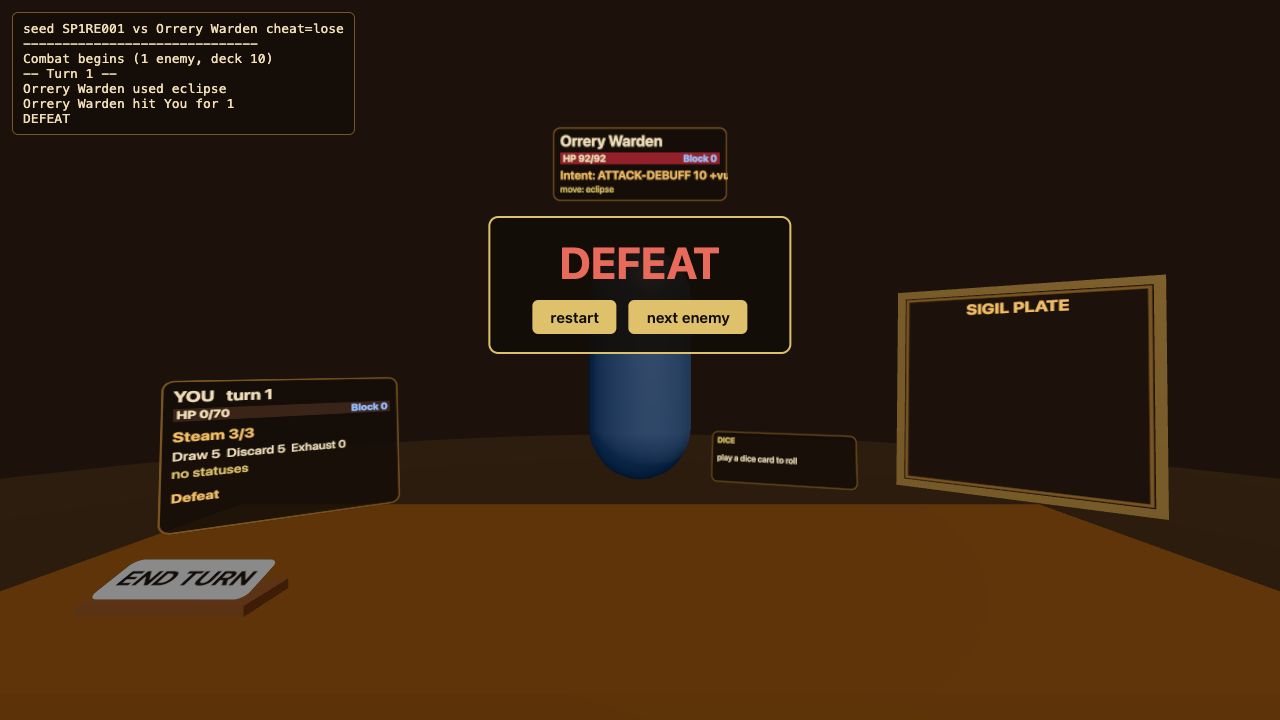 seed SP1RE001 vs Orrery Warden cheat=lose
——————————————————————————————
Combat begins (1 enemy, deck 10)
—— Turn 1 ——
Orrery Warden used eclipse
Orrery Warden hit You for 1
DEFEAT
Orrery Warden
HP 92/92 Block 0
Intent: ATTACK-DEBUFF 10 +vu
move: eclipse
DEFEAT
restart next enemy
SIGIL PLATE
YOU turn 1
HP 0/70 Block 0
Steam 3/3
Draw 5 Discard 5 Exhaust 0
no statuses
Defeat
DICE
play a dice card to roll
END TURN